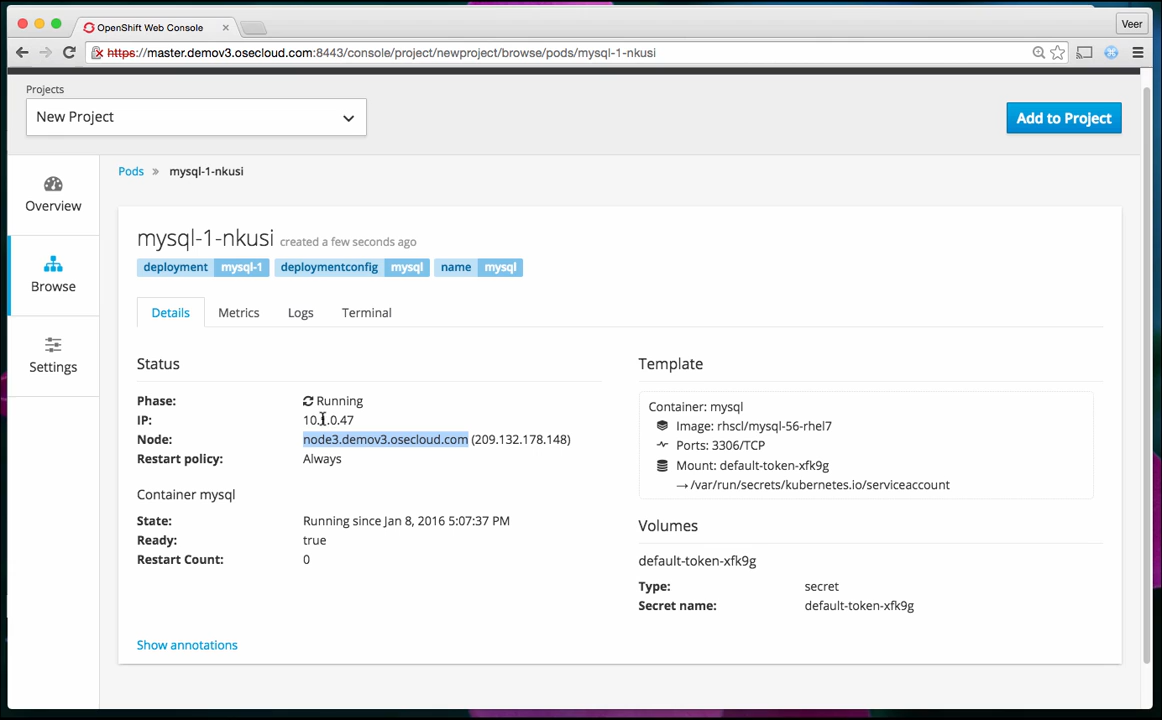 OpenShift Web Console
Veer
https://master.demov3.osecloud.com:8443/console/project/newproject/browse/pods/mysql-1-nkusi
Projects
New Project
Add to Project
Overview
Browse
Settings
Pods » mysql-1-nkusi
mysql-1-nkusi created a few seconds ago
deployment mysql-1 deploymentconfig mysql name mysql
Details Metrics Logs Terminal
Status
Phase: Running
IP:
Node: node3.demov3.osecloud.com (209.132.178.148)
Restart policy: Always
Container mysql
State: Running since Jan 8, 2016 5:07:37 PM
Ready: true
Restart Count: 0
Show annotations
Template
Container: mysql
Image: rhscl/mysql-56-rhel7
Ports: 3306/TCP
Mount: default-token-xfk9g
→ /var/run/secrets/kubernetes.io/serviceaccount
Volumes
default-token-xfk9g
Type: secret
Secret name: default-token-xfk9g